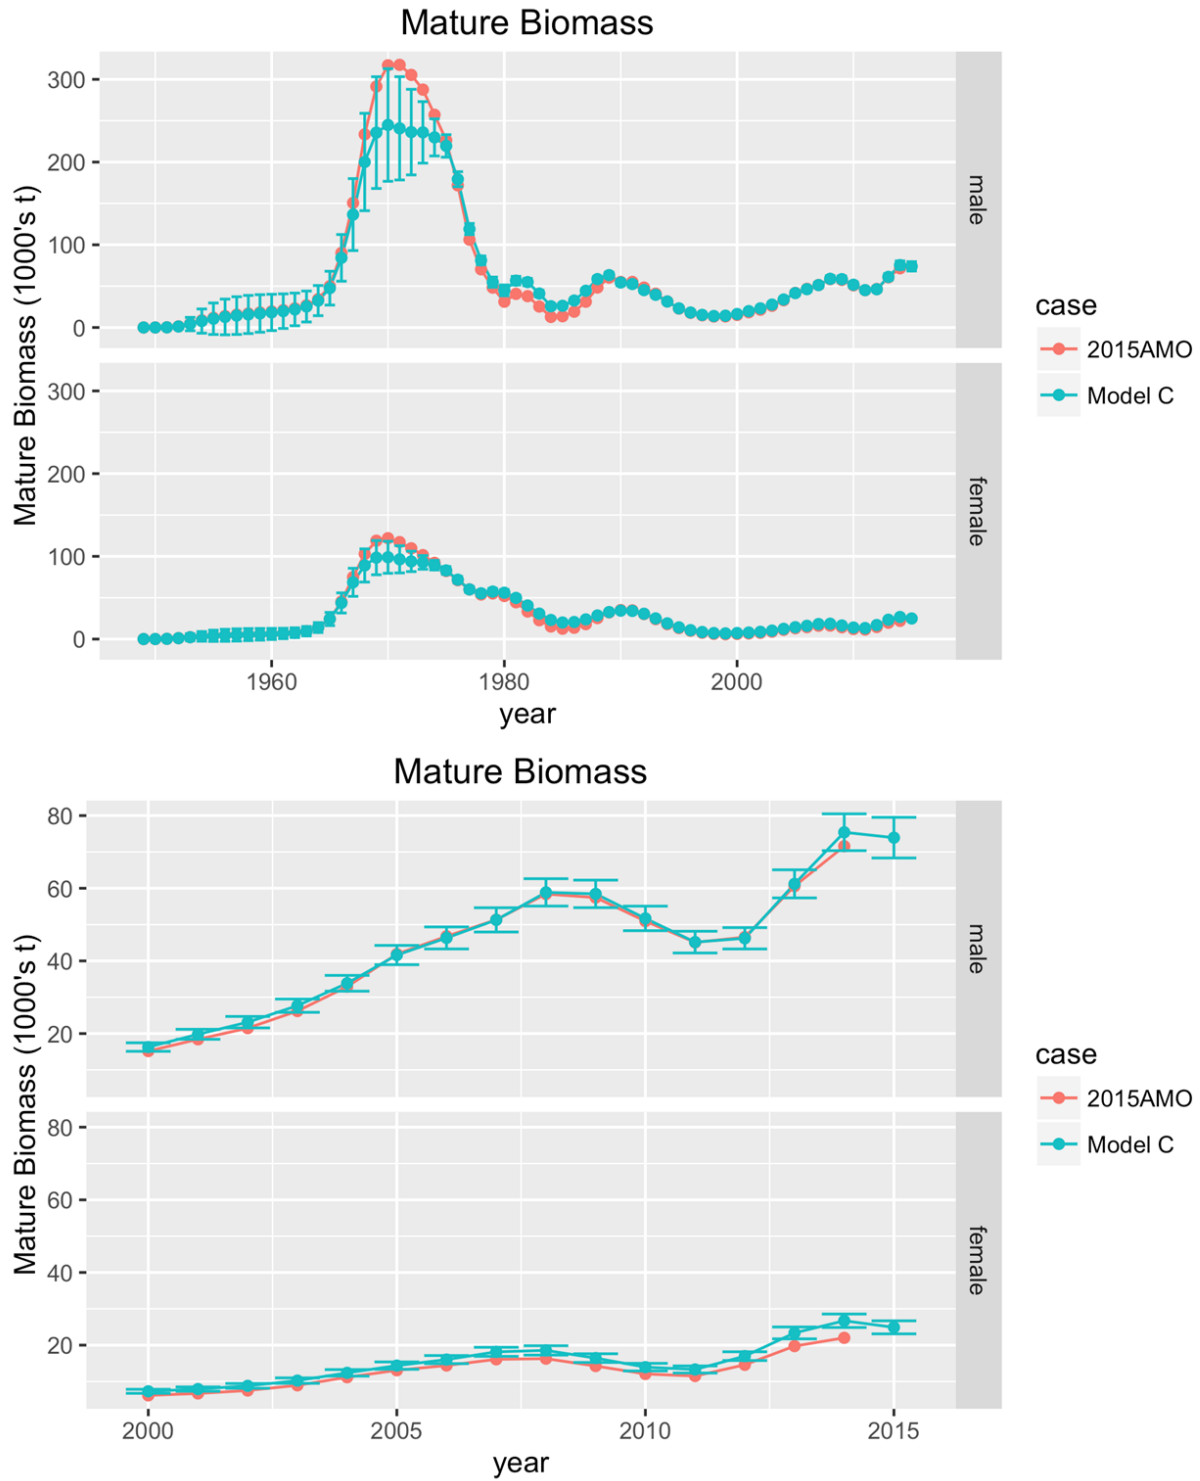 Mature Biomass
Mature Biomass (1000's t)
300
200
100
0
male
300
200
100
0
female
1960 1980 2000
year
case
2015AMO
Model C
Mature Biomass
Mature Biomass (1000's t)
80
60
40
20
male
80
60
40
20
female
2000 2005 2010 2015
year
case
2015AMO
Model C